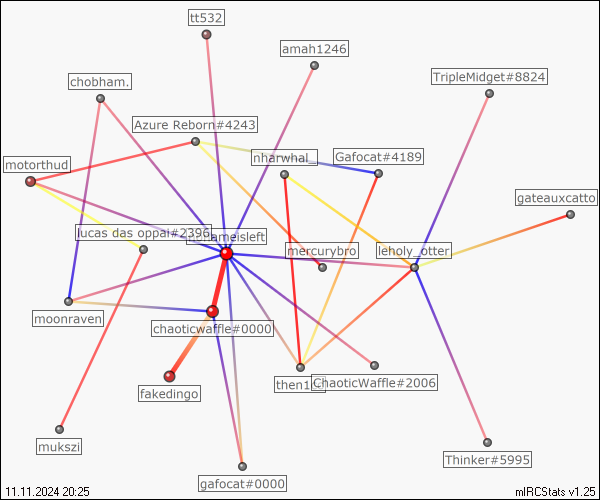 tt532
amah1246
TripleMidget#8824
chobham.
Azure Reborn#4243
nharwhal_
Gafocat#4189
motorthud
gateauxcatto
lucas das oppai#2396
ameisleft
mercurybro
leholy_otter
moonraven
chaoticwaffle#0000
then1
ChaoticWaffle#2006
fakedingo
mukszi
Thinker#5995
gafocat#0000
11.11.2024 20:25
mIRCStats v1.25